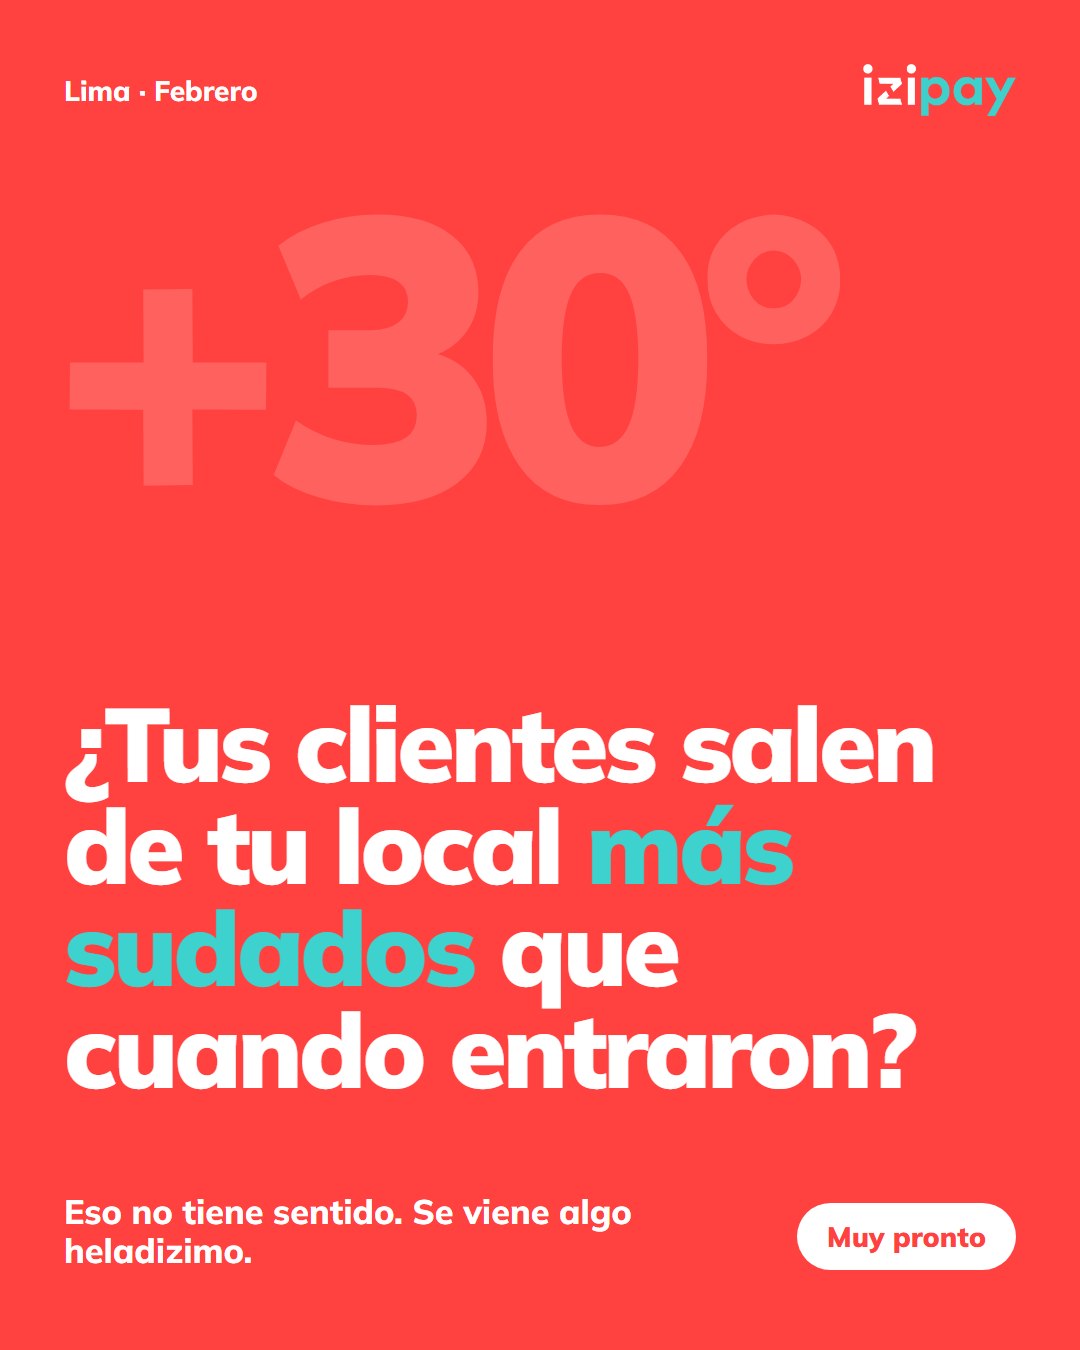 Lima · Febrero
izipay
+30°
¿Tus clientes salen
de tu local más
sudados que
cuando entraron?
Eso no tiene sentido. Se viene algo
heladizimo.
Muy pronto